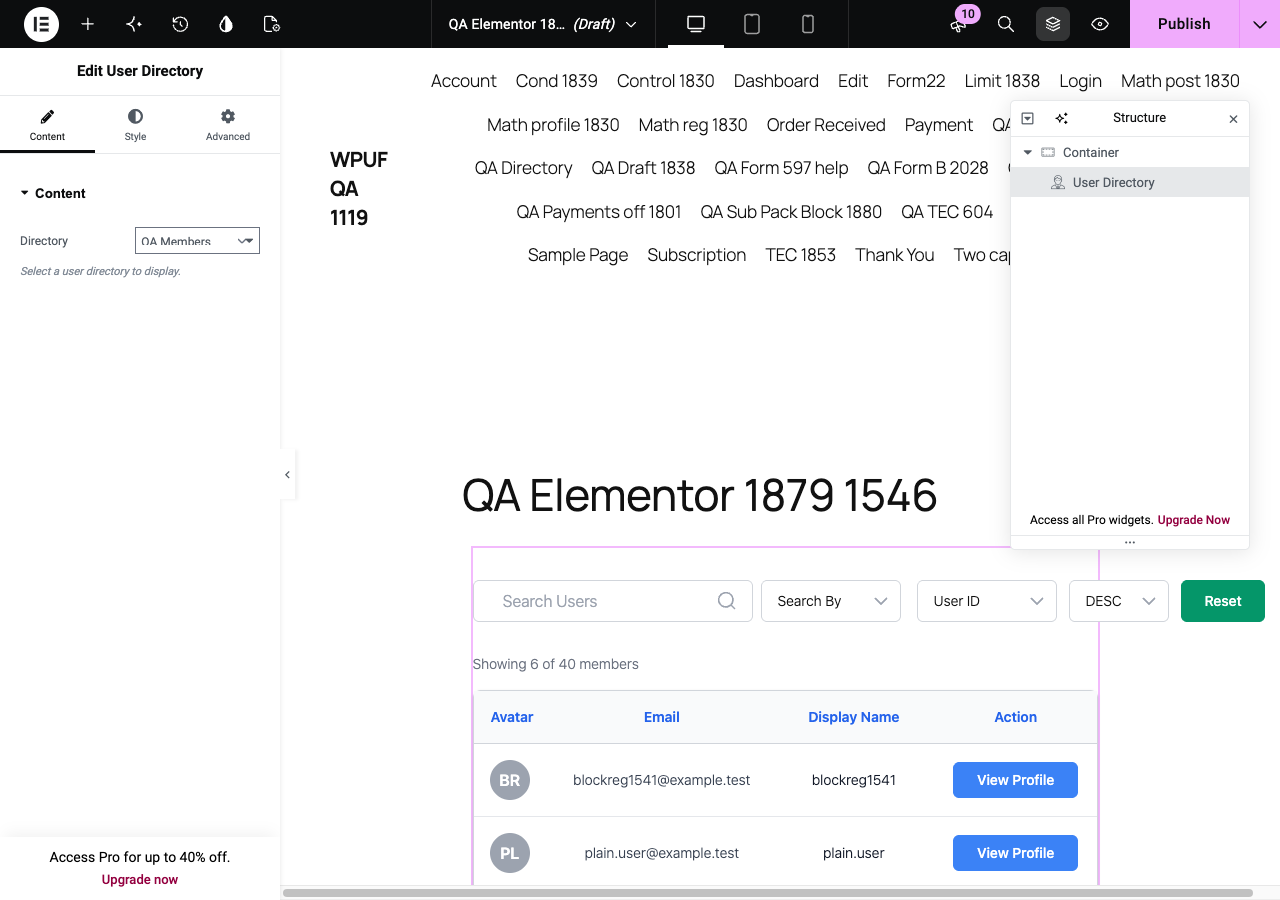 QA Elementor 18... (Draft)
10
Publish
Edit User Directory
Content
Style
Advanced
Content
Directory
QA Members
Select a user directory to display.
Access Pro for up to 40% off.
Upgrade now
WPUF
QA
1119
Account Cond 1839 Control 1830 Dashboard Edit Form22 Limit 1838 Login Math post 1830
Math profile 1830 Math reg 1830 Order Received Payment QA
QA Directory QA Draft 1838 QA Form 597 help QA Form B 2028
QA Payments off 1801 QA Sub Pack Block 1880 QA TEC 604
Sample Page Subscription TEC 1853 Thank You Two
Structure
Container
User Directory
Access all Pro widgets. Upgrade Now
QA Elementor 1879 1546
Search Users
Search By
User ID
DESC
Reset
Showing 6 of 40 members
Avatar Email Display Name Action
BR blockreg1541@example.test blockreg1541 View Profile
PL plain.user@example.test plain.user View Profile